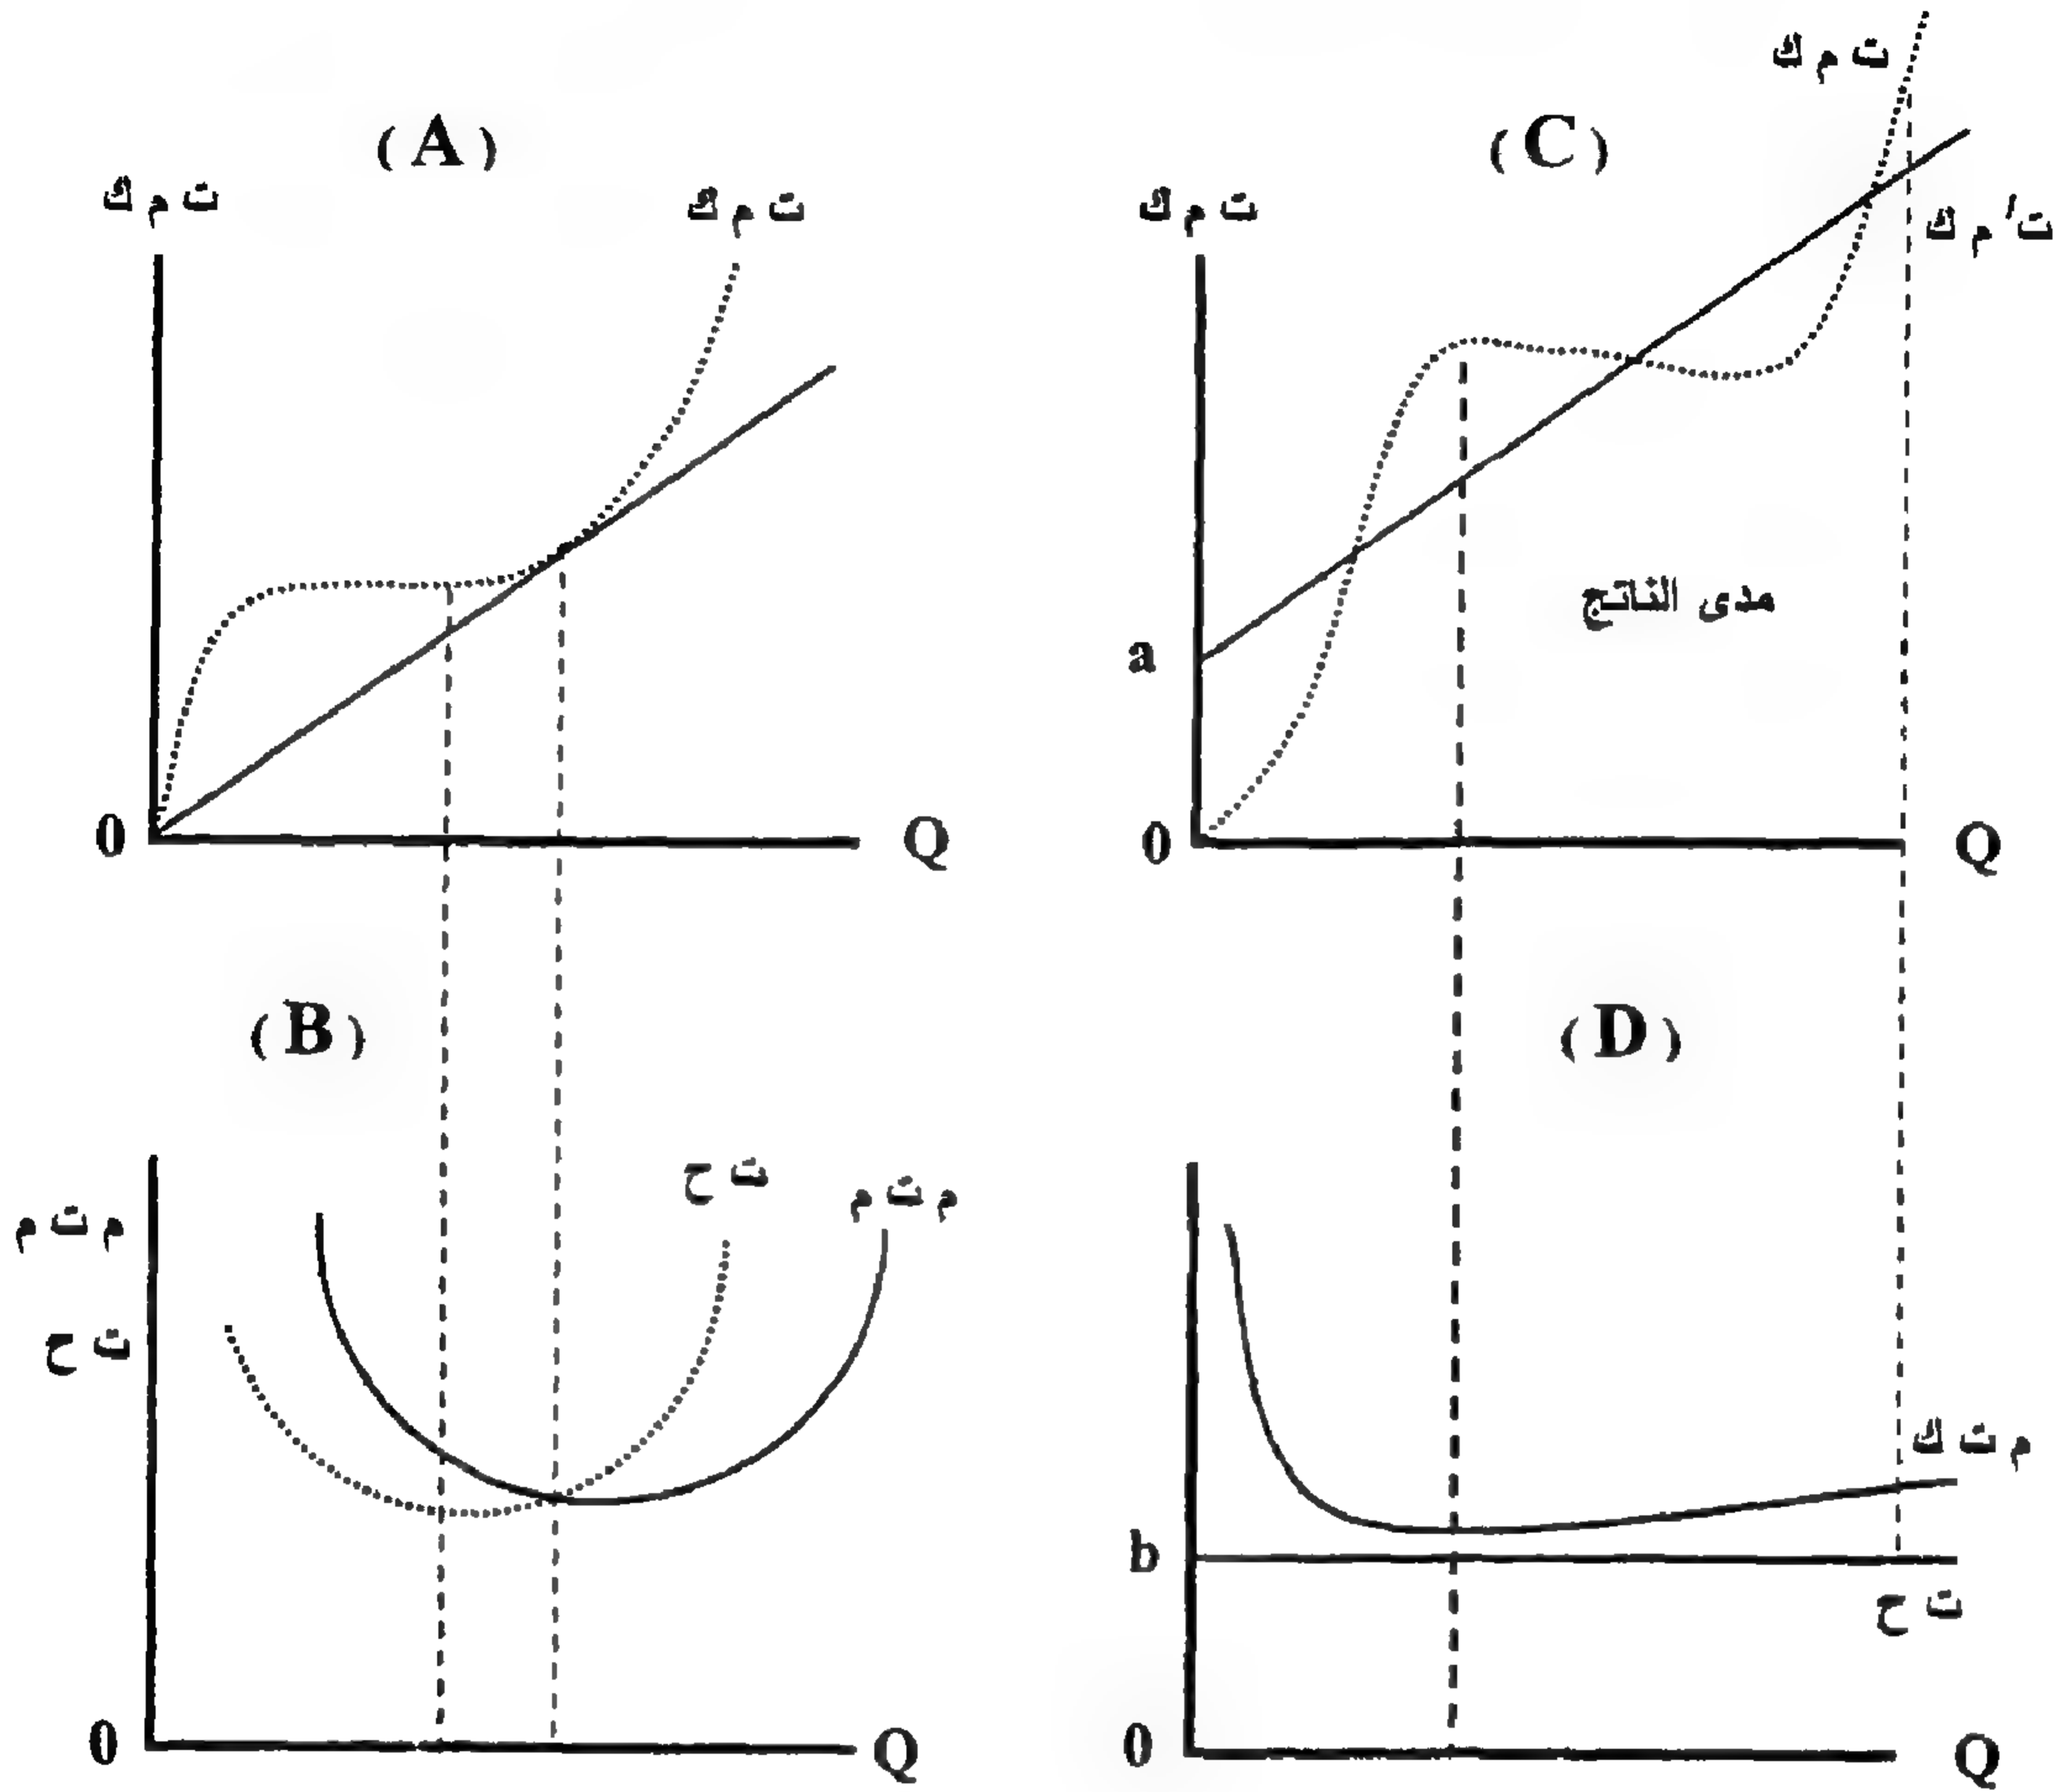 (A)
ت م ك
ت م ك
0
Q
(C)
ت م ك
ت م ك
ت' م ك
a
مدى الناتج
0
Q
(B)
م ت م
ت ح
ت ح
م ت م
0
Q
(D)
م ت ك
b
ت ح
0
Q